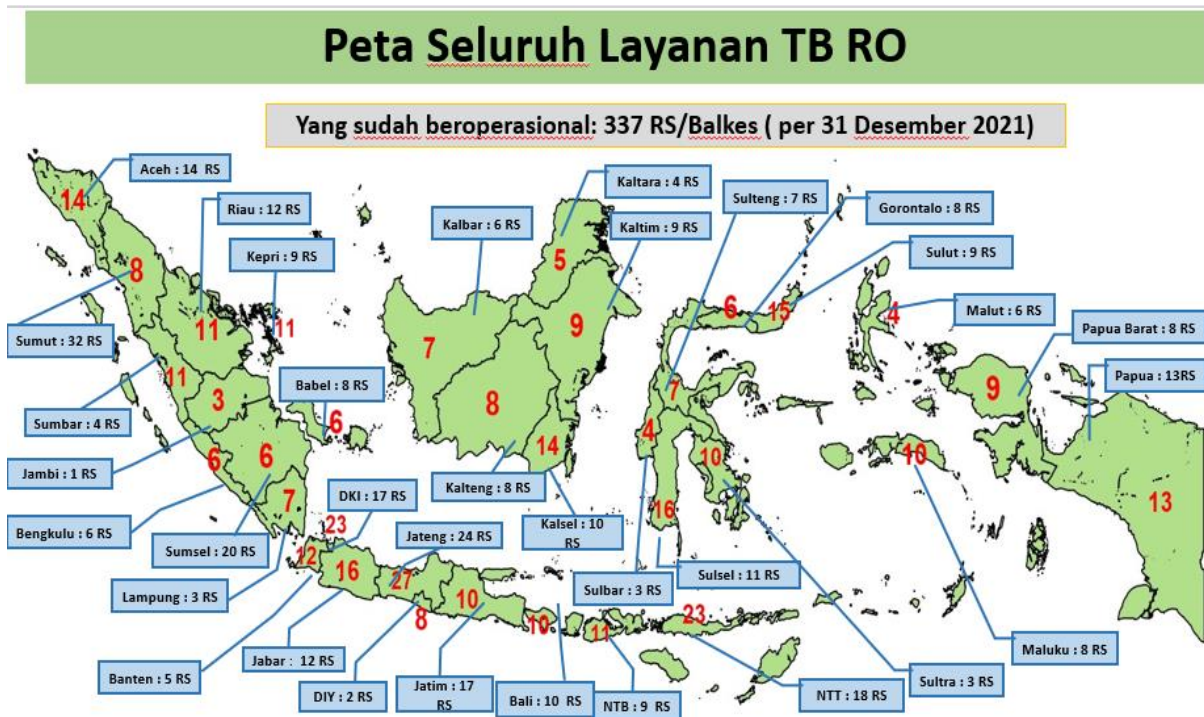 Peta Seluruh Layanan TB RO
Yang sudah beroperasional: 337 RS/Balkes ( per 31 Desember 2021)
Aceh : 14 RS
14
Riau : 12 RS
Kepri : 9 RS
8
11
11
Sumut : 32 RS
11
Sumbar : 4 RS
3
Babel : 8 RS
6
Jambi : 1 RS
6
6
Bengkulu : 6 RS
7
Sumsel : 20 RS
Lampung : 3 RS
Kaltara : 4 RS
Kalbar : 6 RS
Kaltim : 9 RS
5
7
9
8
14
Kalteng : 8 RS
Kalsel : 10
RS
Sulteng : 7 RS
Gorontalo : 8 RS
Sulut : 9 RS
6
15
7
4
10
16
Sulbar : 3 RS
Sulsel : 11 RS
Malut : 6 RS
4
Papua Barat : 8 RS
Papua : 13RS
9
10
13
DKI : 17 RS
23
Jateng : 24 RS
12
16
27
10
8
10
11
23
Banten : 5 RS
Jabar : 12 RS
DIY : 2 RS
Jatim : 17
RS
Bali : 10 RS
NTB : 9 RS
NTT : 18 RS
Sultra : 3 RS
Maluku : 8 RS